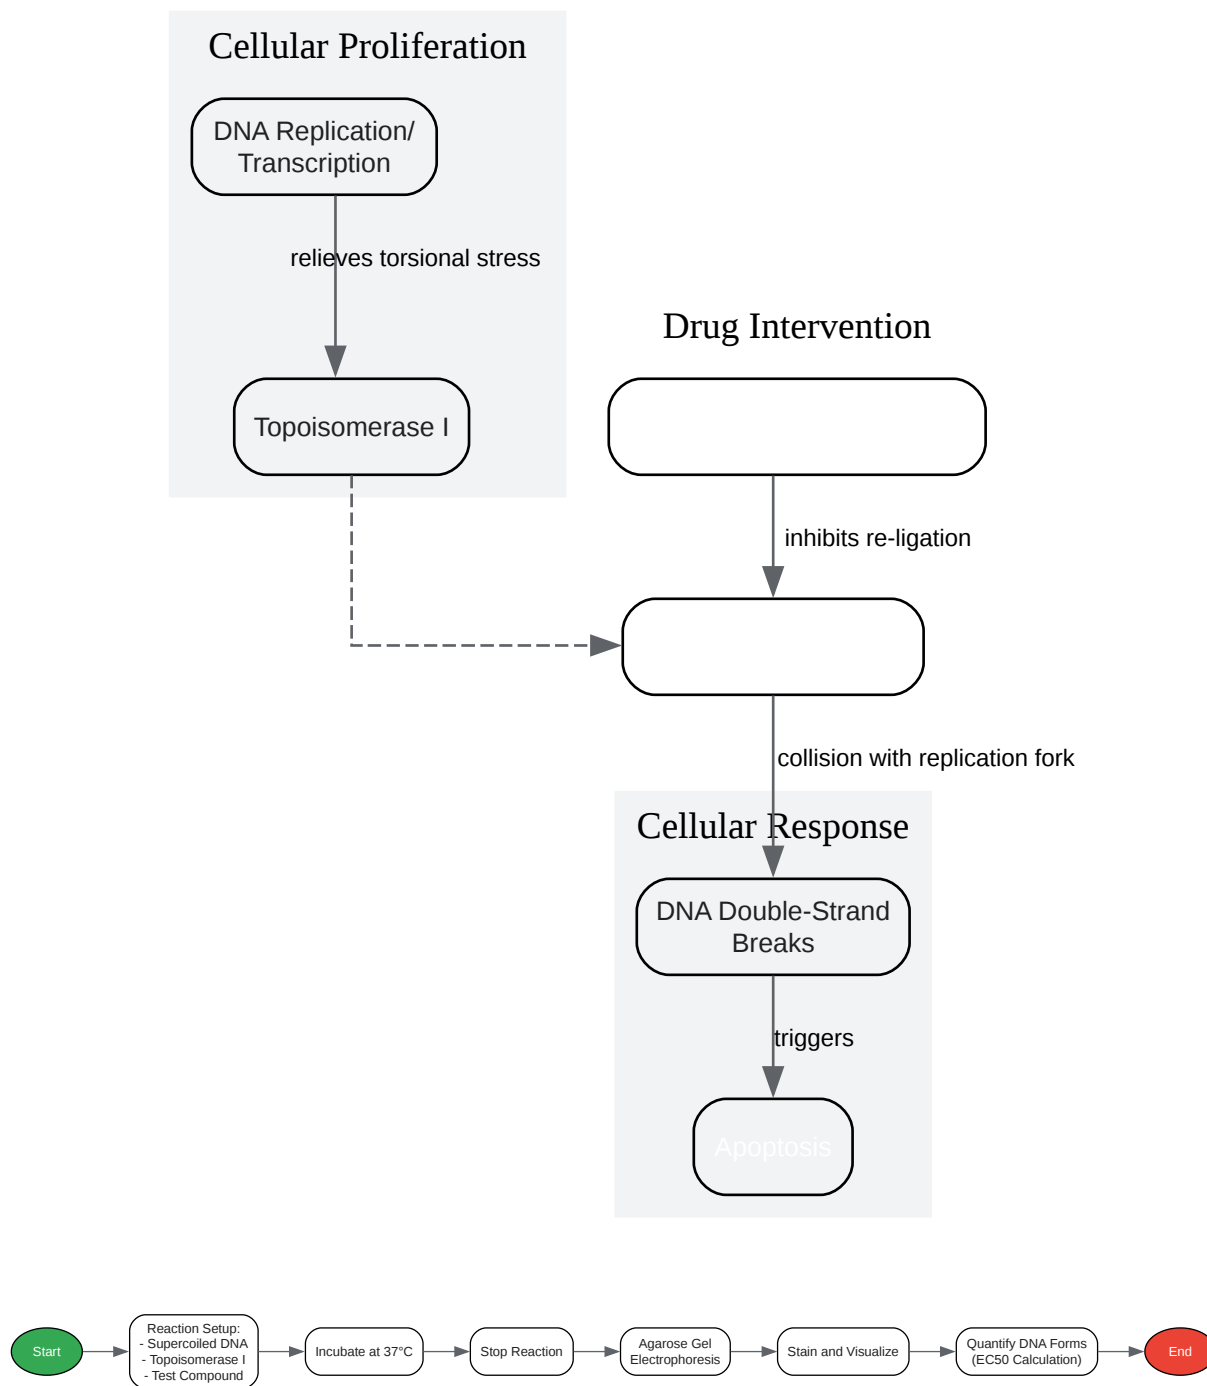 Cellular Proliferation
DNA Replication/
Transcription
relieves torsional stress
Topoisomerase I
Drug Intervention
inhibits re-ligation
collision with replication fork
Cellular Response
DNA Double-Strand
Breaks
triggers
Apoptosis
Start
Reaction Setup:
- Supercoiled DNA
- Topoisomerase I
- Test Compound
Incubate at 37°C
Stop Reaction
Agarose Gel
Electrophoresis
Stain and Visualize
Quantify DNA Forms
(EC50 Calculation)
End